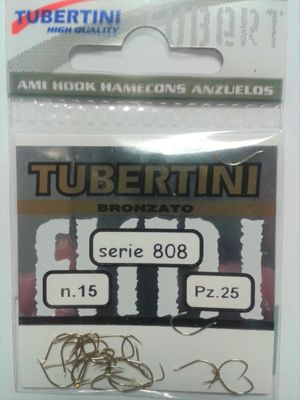 TUBERTINI
HIGH QUALITY
AMI HOOK HAMECONS ANZUELOS
TUBERTINI
BRONZATO
serie 808
n.15
Pz.25